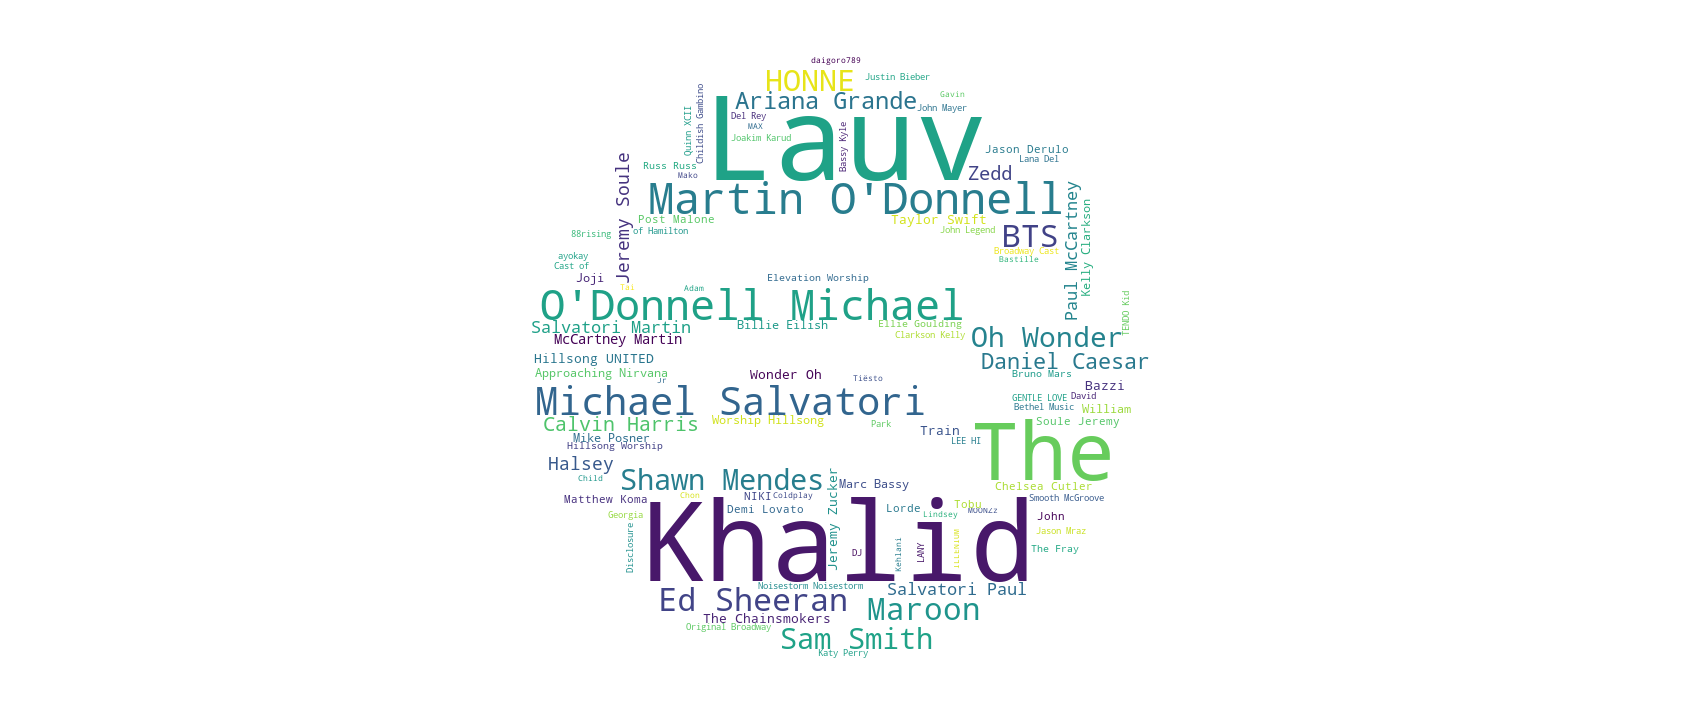 daigoro789
HONNE
Justin Bieber
Ariana Grande
Gavin
John Mayer
Childish Gambino
Quinn XCII
Del Rey
MAX
Joakim Karud
Lauv
Bassy Kyle
Jason Derulo
Lana Del
Zedd
Russ Russ
Mako
Jeremy Soule
Martin O'Donnell
Post Malone
of Hamilton
Taylor Swift
John Legend
BTS
Broadway Cast
Bastille
Paul McCartney
Kelly Clarkson
88rising
ayokay
Cast of
Joji
Tai
Adam
Elevation Worship
O'Donnell Michael
TENDO Kid
Salvatori Martin
Billie Eilish
Ellie Goulding
Clarkson Kelly
Oh Wonder
McCartney Martin
Hillsong UNITED
Daniel Caesar
Approaching Nirvana
Jr
Wonder Oh
Tiësto
Bruno Mars
Bazzi
Michael Salvatori
GENTLE LOVE
David
Bethel Music
William
Calvin Harris
Worship Hillsong
Park
Train
Soule Jeremy
Mike Posner
Hillsong Worship
LEE HI
The
Halsey
Child
Shawn Mendes
Jeremy Zucker
Marc Bassy
Chelsea Cutler
Matthew Koma
Chon
NIKI
Coldplay
Smooth McGroove
Demi Lovato
Lorde
Tobu
Lindsey
MOONZz
John
Georgia
Disclosure
Khalid
DJ
Kehlani
LANY
ILLENIUM
Jason Mraz
The Fray
Noisestorm Noisestorm
Salvatori Paul
Ed Sheeran
Maroon
The Chainsmokers
Original Broadway
Sam Smith
Katy Perry